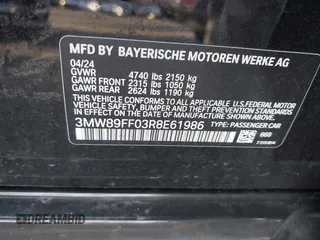 MFD BY BAYERISCHE MOTOREN WERKE AG
04/24
GVWR 4740 lbs 2150 kg
GAWR FRONT 2315 lbs 1050 kg
GAWR REAR 2624 lbs 1190 kg
THIS VEHICLE CONFORMS TO ALL APPLICABLE FEDERAL
MOTOR VEHICLE SAFETY, BUMPER, AND THEFT PREVENTION
STANDARDS IN EFFECT ON THE DATE OF
MANUFACTURE SHOWN ABOVE.
3MW89FF03R8E61986 TYPE: PASSENGER CAR
668
DREAMBID